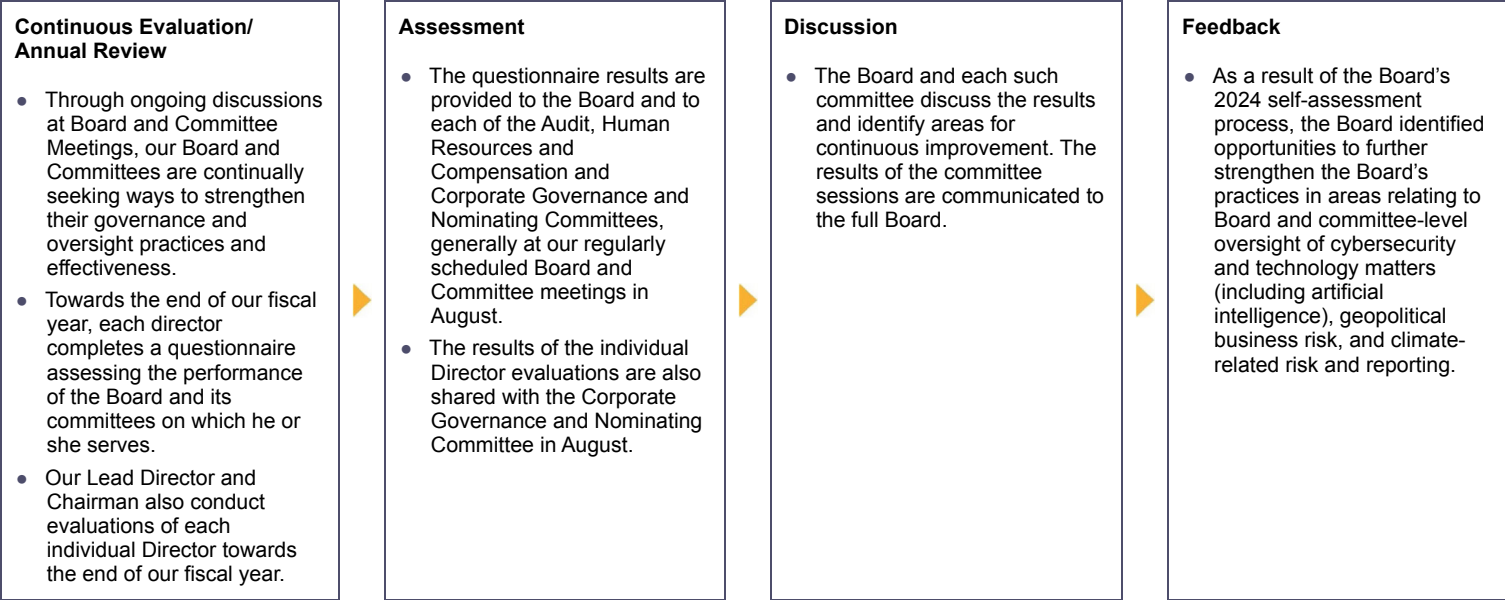 Continuous Evaluation/
Annual Review
● Through ongoing discussions
at Board and Committee
Meetings, our Board and
Committees are continually
seeking ways to strengthen
their governance and
oversight practices and
effectiveness.
● Towards the end of our fiscal
year, each director
completes a questionnaire
assessing the performance
of the Board and its
committees on which he or
she serves.
● Our Lead Director and
Chairman also conduct
evaluations of each
individual Director towards
the end of our fiscal year.
Assessment
● The questionnaire results are
provided to the Board and to
each of the Audit, Human
Resources and
Compensation and
Corporate Governance and
Nominating Committees,
generally at our regularly
scheduled Board and
Committee meetings in
August.
● The results of the individual
Director evaluations are also
shared with the Corporate
Governance and Nominating
Committee in August.
Discussion
● The Board and each such
committee discuss the results
and identify areas for
continuous improvement. The
results of the committee
sessions are communicated to
the full Board.
Feedback
● As a result of the Board’s
2024 self-assessment
process, the Board identified
opportunities to further
strengthen the Board’s
practices in areas relating to
Board and committee-level
oversight of cybersecurity
and technology matters
(including artificial
intelligence), geopolitical
business risk, and climate-
related risk and reporting.